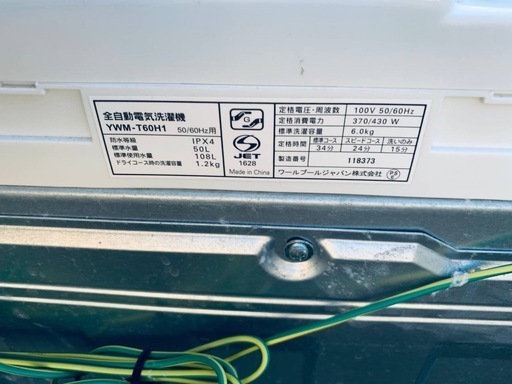 全自動電気洗濯機
YWM-T60H1 50/60Hz用
防水等級 IPX4
標準水量 50L
標準使用水量 108L
ドライコース時の洗濯容量 1.2kg
G
JET
1628
Made in China
定格電圧・周波数 100V 50/60Hz
定格消費電力 370/430 W
標準洗濯容量 6.0kg
標準コース スピードコース 洗いのみ
34分 24分 15分
製造番号 118373
ワールプールジャパン株式会社
PS
E